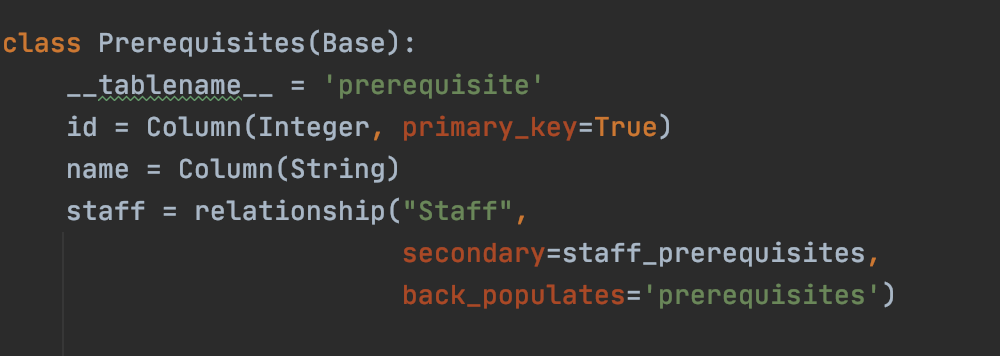 class Prerequisites(Base):
    __tablename__ = 'prerequisite'
    id = Column(Integer, primary_key=True)
    name = Column(String)
    staff = relationship("Staff",
                         secondary=staff_prerequisites,
                         back_populates='prerequisites')